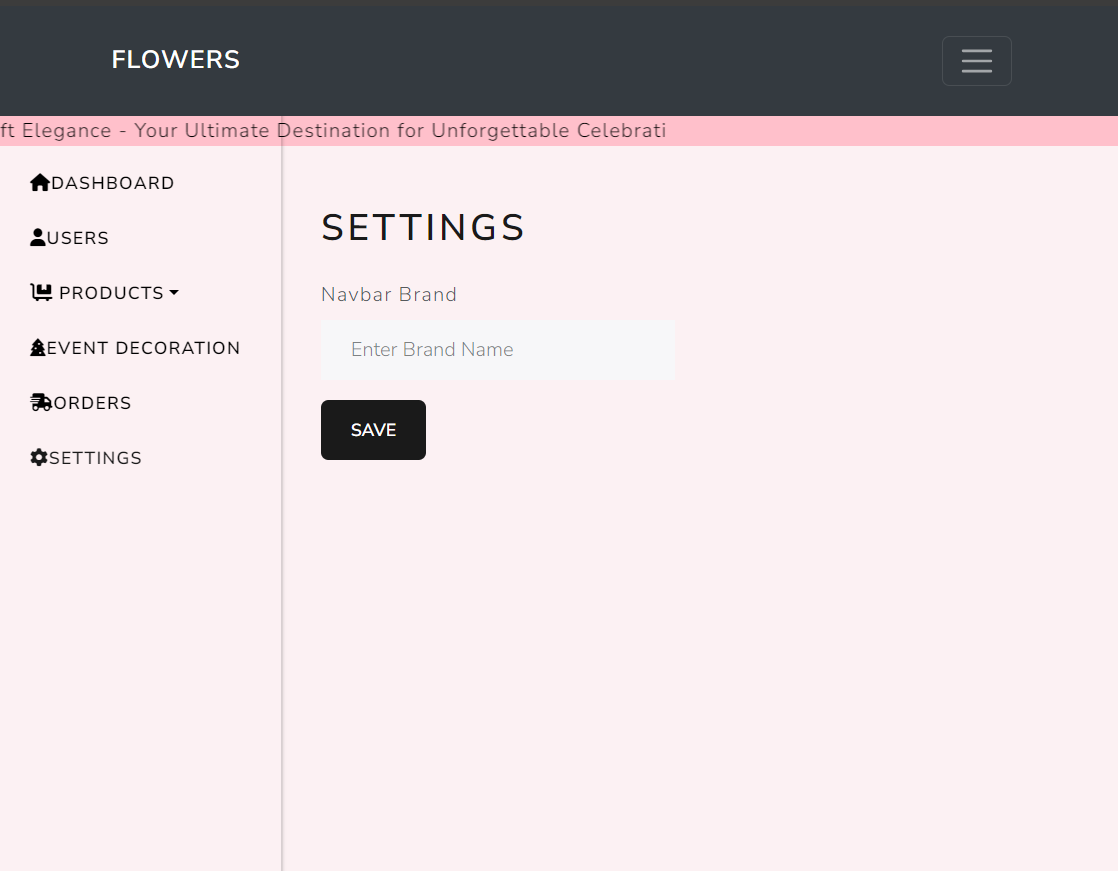 FLOWERS
ft Elegance - Your Ultimate Destination for Unforgettable Celebrati
DASHBOARD
USERS
PRODUCTS
EVENT DECORATION
ORDERS
SETTINGS
SETTINGS
Navbar Brand
Enter Brand Name
SAVE